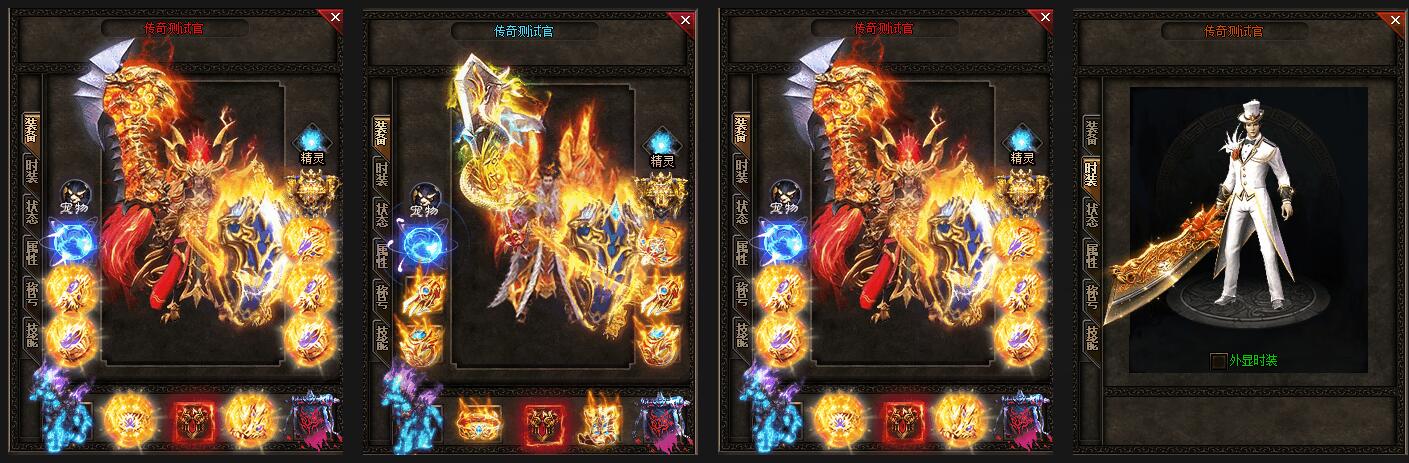 传奇测试官
装备
时装
状态
属性
称号
技能
精灵
宠物
传奇测试官
装备
时装
状态
属性
称号
技能
精灵
宠物
传奇测试官
装备
时装
状态
属性
称号
技能
精灵
宠物
传奇测试官
装备
时装
状态
属性
称号
技能
外显时装